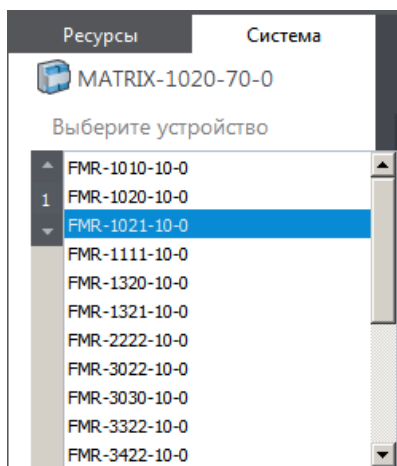 Ресурсы Система
MATRIX-1020-70-0
Выберите устройство
FMR-1010-10-0
1 FMR-1020-10-0
FMR-1021-10-0
FMR-1111-10-0
FMR-1320-10-0
FMR-1321-10-0
FMR-2222-10-0
FMR-3022-10-0
FMR-3030-10-0
FMR-3322-10-0
FMR-3422-10-0